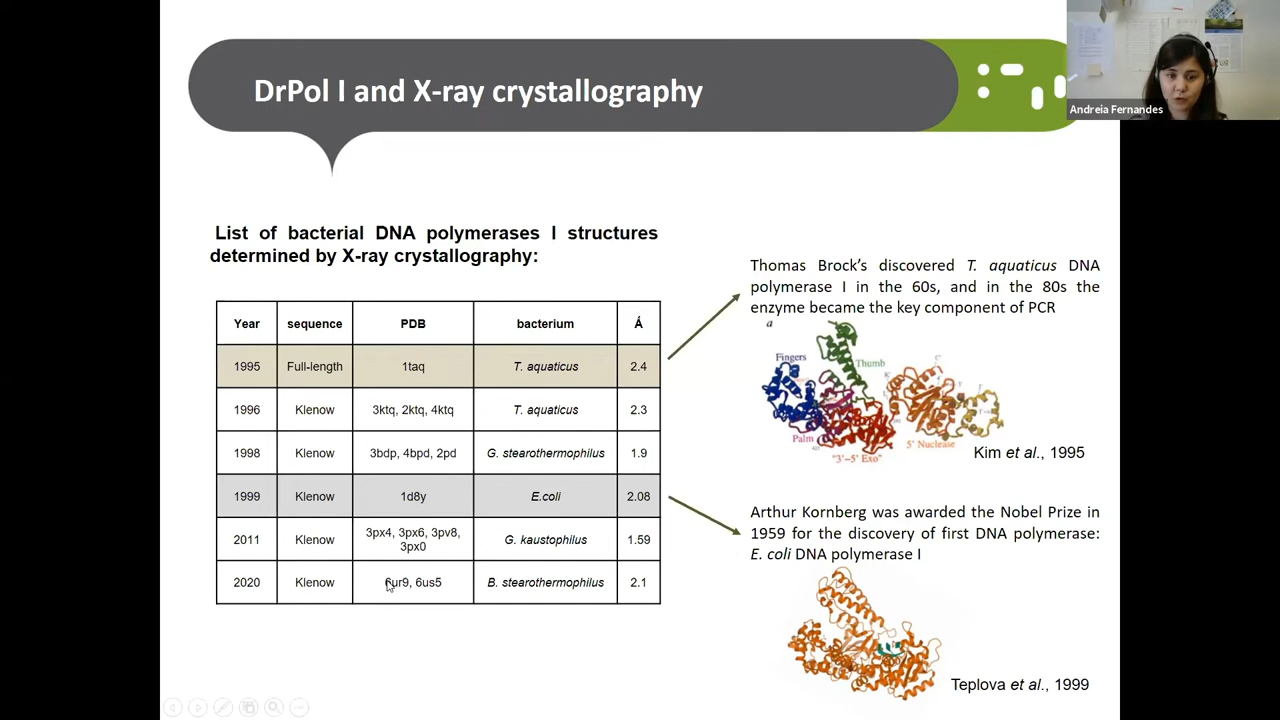 DrPol I and X-ray crystallography
Andreia Fernandes
List of bacterial DNA polymerases I structures
determined by X-ray crystallography:
Year sequence PDB bacterium Á
1995 Full-length 1taq T. aquaticus 2.4
1996 Klenow 3ktq, 2ktq, 4ktq T. aquaticus 2.3
1998 Klenow 3bdp, 4bpd, 2pd G. stearothermophilus 1.9
1999 Klenow 1d8y E.coli 2.08
2011 Klenow 3px4, 3px6, 3pv8,
3px0 G. kaustophilus 1.59
2020 Klenow 6ur9, 6us5 B. stearothermophilus 2.1
Thomas Brock's discovered T. aquaticus DNA
polymerase I in the 60s, and in the 80s the
enzyme became the key component of PCR
a
Fingers
Thumb
Palm
5' Nuclease
"3'–5' Exo"
Kim et al., 1995
Arthur Kornberg was awarded the Nobel Prize in
1959 for the discovery of first DNA polymerase:
E. coli DNA polymerase I
Teplova et al., 1999